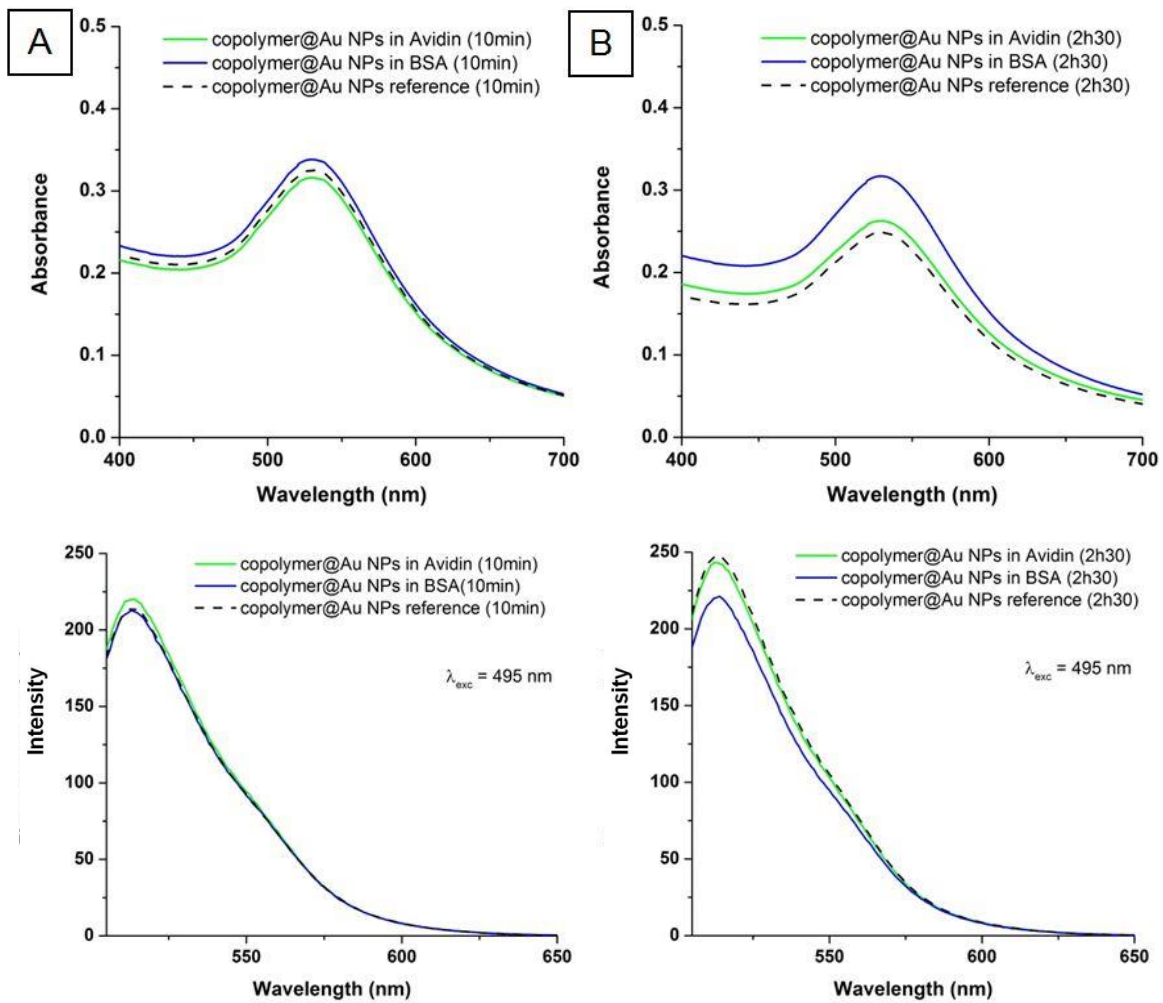 A
0.5
0.4
0.3
0.2
0.1
0.0
Absorbance
copolymer@Au NPs in Avidin (10min)
copolymer@Au NPs in BSA (10min)
copolymer@Au NPs reference (10min)
400
500
600
700
Wavelength (nm)
B
0.5
0.4
0.3
0.2
0.1
0.0
Absorbance
copolymer@Au NPs in Avidin (2h30)
copolymer@Au NPs in BSA (2h30)
copolymer@Au NPs reference (2h30)
400
500
600
700
Wavelength (nm)
250
200
150
100
50
0
Intensity
copolymer@Au NPs in Avidin (10min)
copolymer@Au NPs in BSA(10min)
copolymer@Au NPs reference (10min)
λexc = 495 nm
550
600
650
Wavelength (nm)
250
200
150
100
50
0
Intensity
copolymer@Au NPs in Avidin (2h30)
copolymer@Au NPs in BSA (2h30)
copolymer@Au NPs reference (2h30)
λexc = 495 nm
550
600
650
Wavelength (nm)